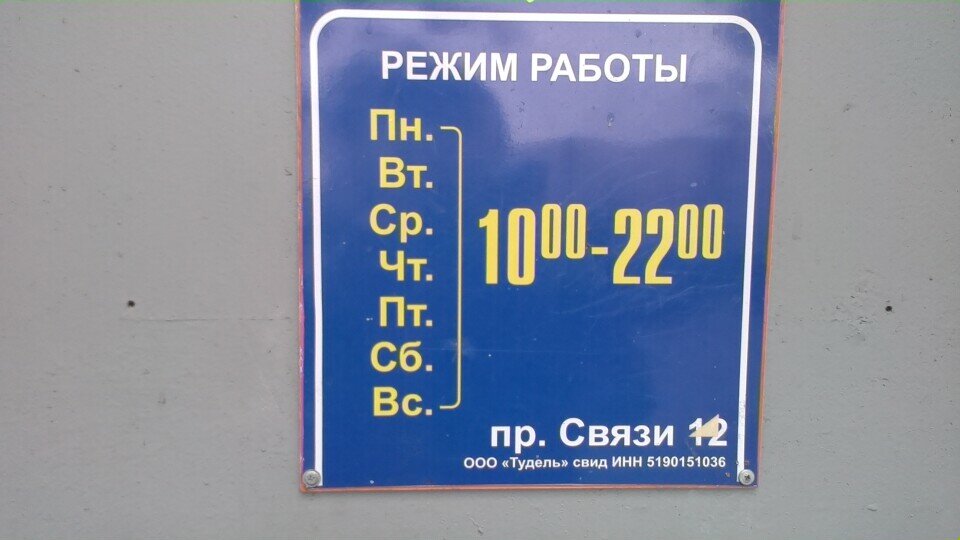 РЕЖИМ РАБОТЫ
Пн.
Вт.
Ср.
Чт.
Пт.
Сб.
Вс.
10⁰⁰-22⁰⁰
пр. Связи 12
ООО «Тудель» свид ИНН 5190151036